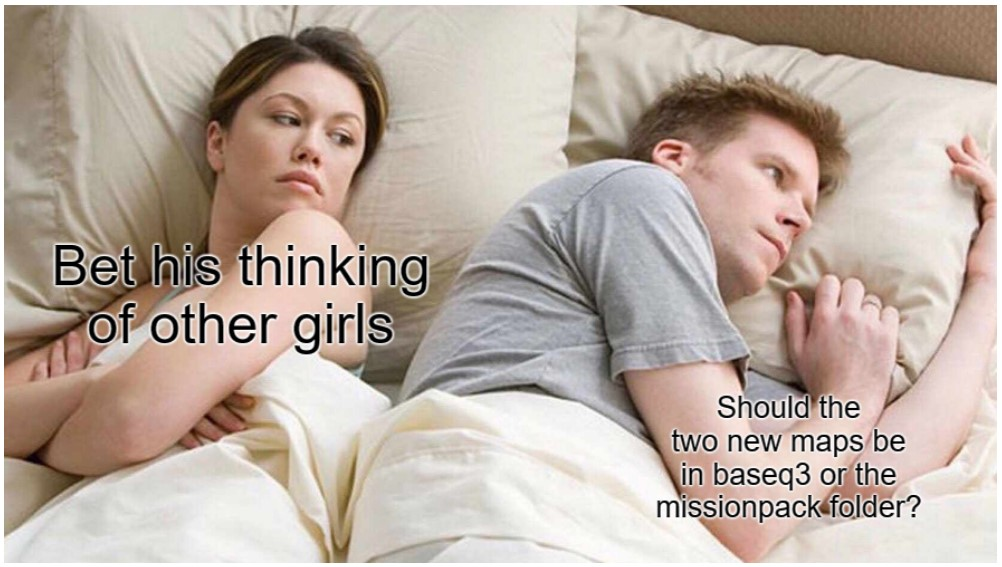 Bet his thinking
of other girls
Should the
two new maps be
in baseq3 or the
missionpack folder?